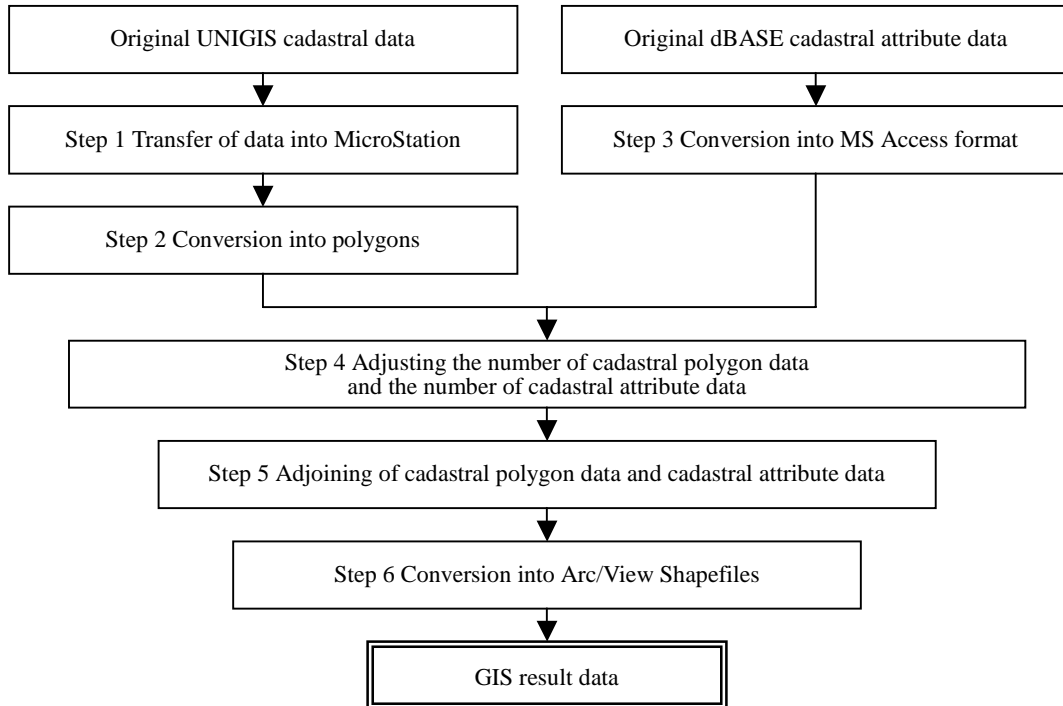 Original UNIGIS cadastral data
Original dBASE cadastral attribute data
Step 1 Transfer of data into MicroStation
Step 3 Conversion into MS Access format
Step 2 Conversion into polygons
Step 4 Adjusting the number of cadastral polygon data
and the number of cadastral attribute data
Step 5 Adjoining of cadastral polygon data and cadastral attribute data
Step 6 Conversion into Arc/View Shapefiles
GIS result data